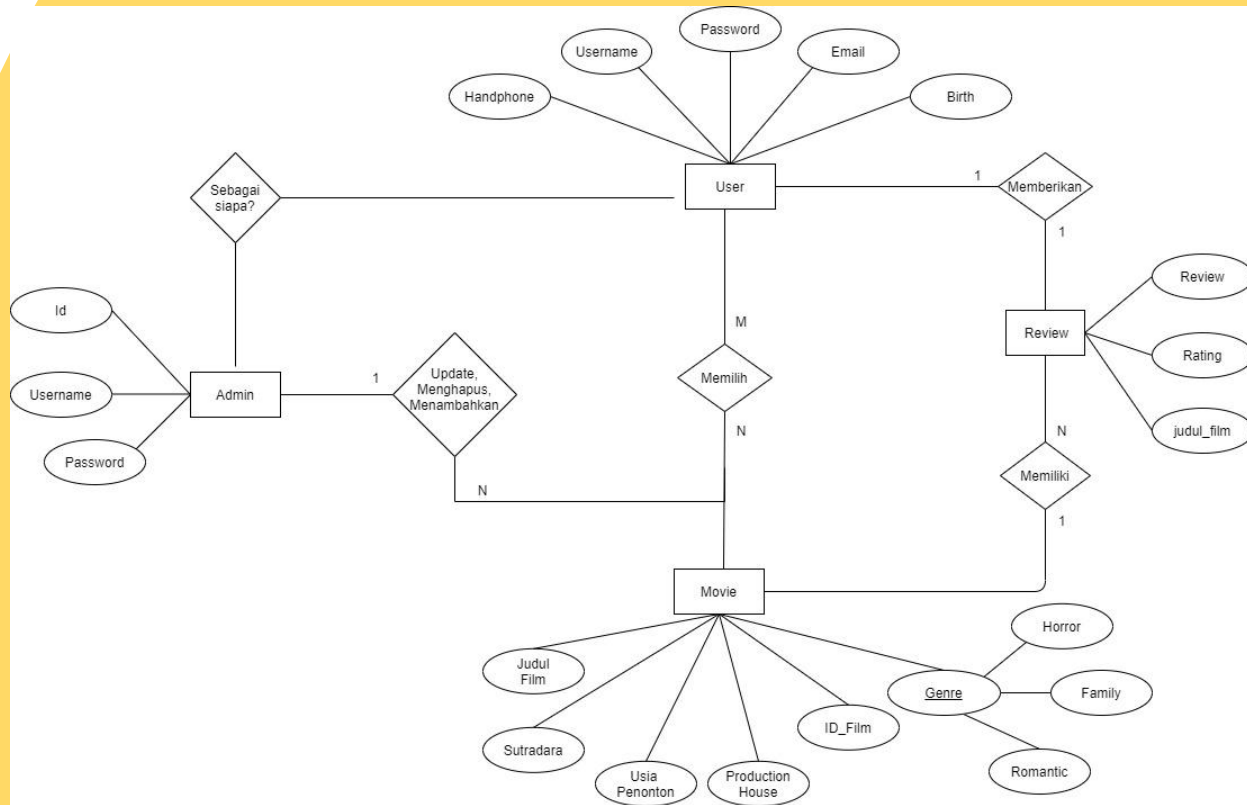 Password
Username
Email
Handphone
Birth
Sebagai
siapa?
User
1
Memberikan
1
Id
Review
M
Review
Update,
Menghapus,
Menambahkan
1
Memilih
Rating
Admin
Username
N
N
judul_film
Password
Memiliki
N
1
Movie
Horror
Judul
Film
Genre
Family
ID_Film
Sutradara
Usia
Penonton
Production
House
Romantic